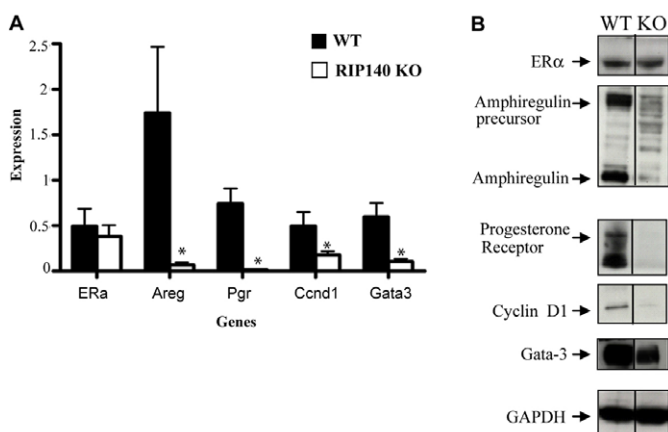 A
WT
RIP140 KO
Expression
2.5
2
1.5
1
0.5
0
*
*
*
*
ERa
Areg
Pgr
Ccnd1
Gata3
Genes
B
WT KO
ERα
Amphiregulin
precursor
Amphiregulin
Progesterone
Receptor
Cyclin D1
Gata-3
GAPDH